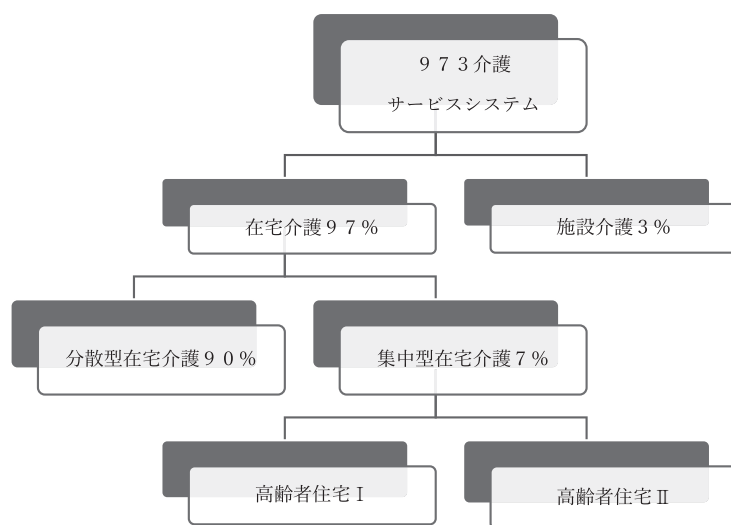 ９７３介護
サービスシステム
在宅介護９７％
施設介護３％
分散型在宅介護９０％
集中型在宅介護７％
高齢者住宅Ⅰ
高齢者住宅Ⅱ